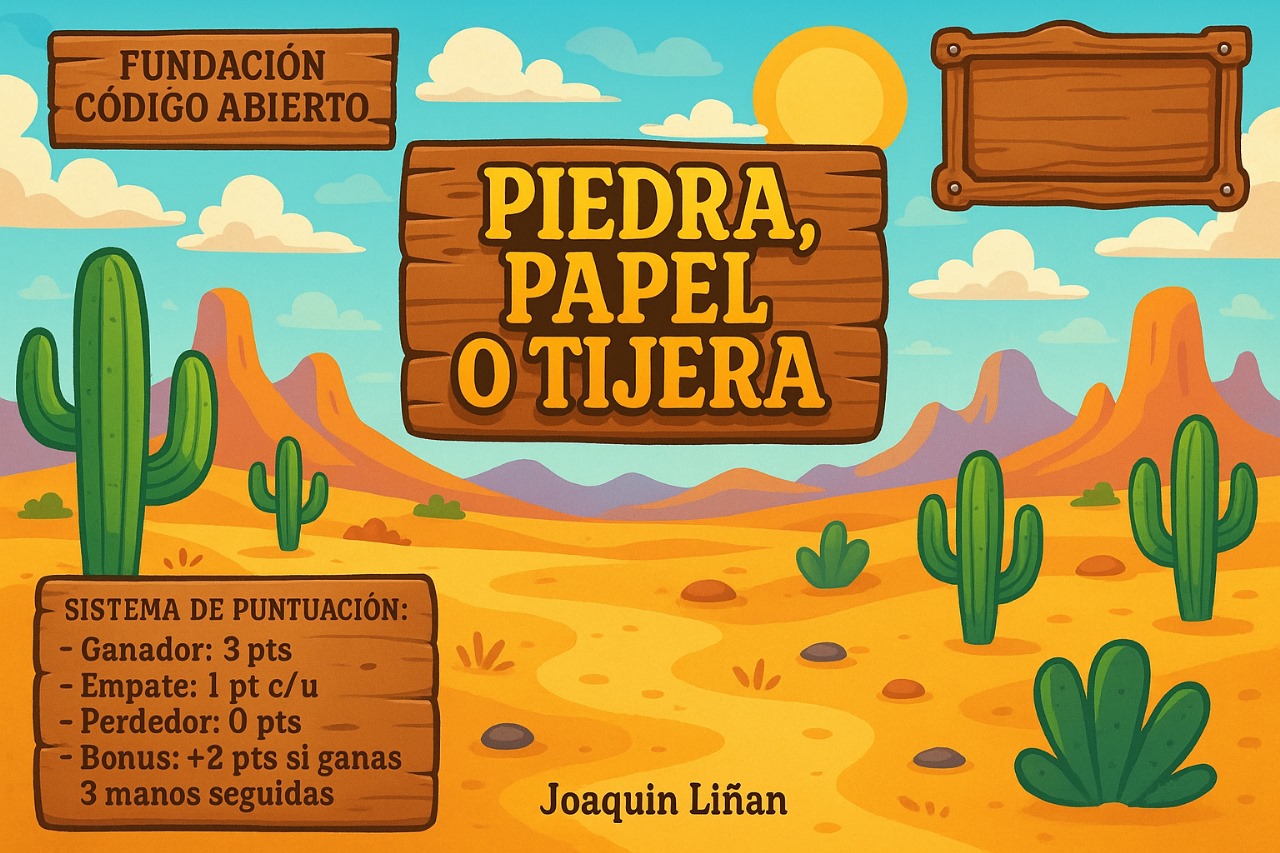 FUNDACIÓN
CÓDIGO ABIERTO
PIEDRA,
PAPEL
O TIJERA
SISTEMA DE PUNTUACIÓN:
- Ganador: 3 pts
- Empate: 1 pt c/u
- Perdedor: 0 pts
- Bonus: +2 pts si ganas
3 manos seguidas
Joaquin Liñan